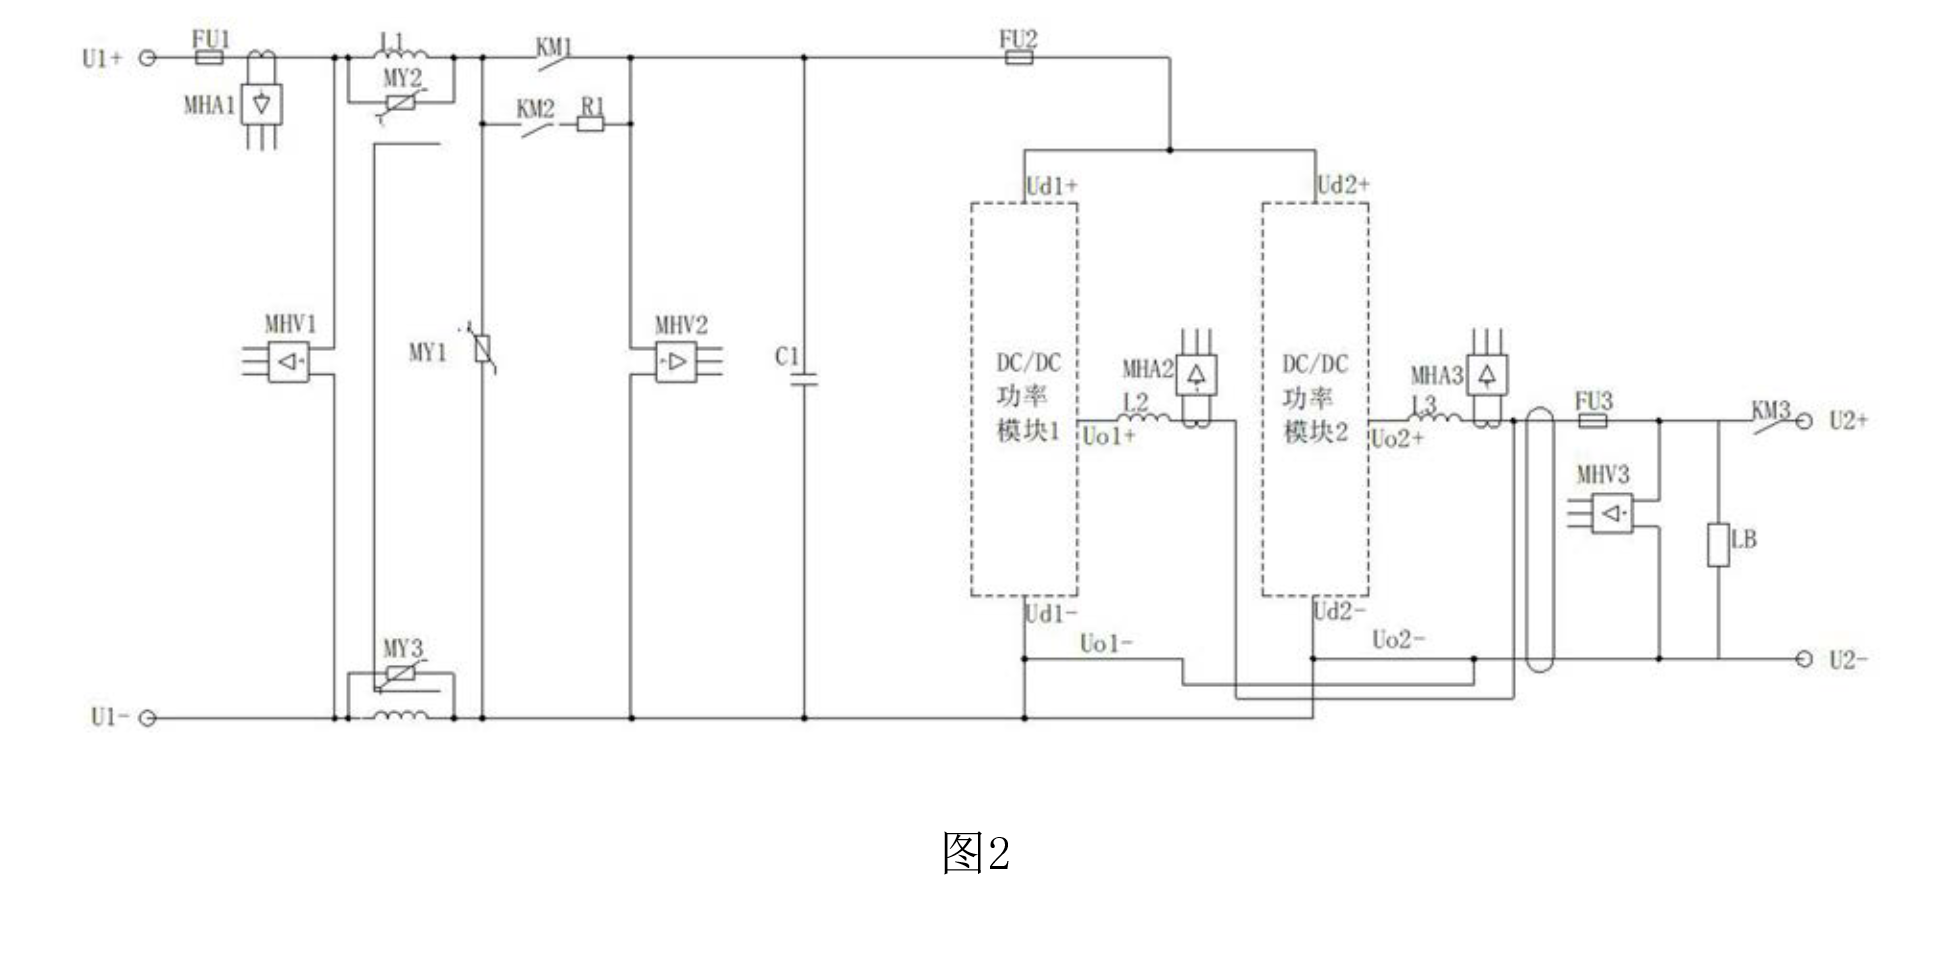 U1+
FU1
MHA1
L1
MY2
KM1
KM2
R1
FU2
Ud1+
Ud2+
MHV1
MY1
MHV2
C1
DC/DC
功率
模块1
MHA2
L2
Uo1+
DC/DC
功率
模块2
MHA3
L3
Uo2+
FU3
KM3
U2+
MHV3
LB
Ud1-
Ud2-
Uo1-
Uo2-
U2-
MY3
U1-
图2